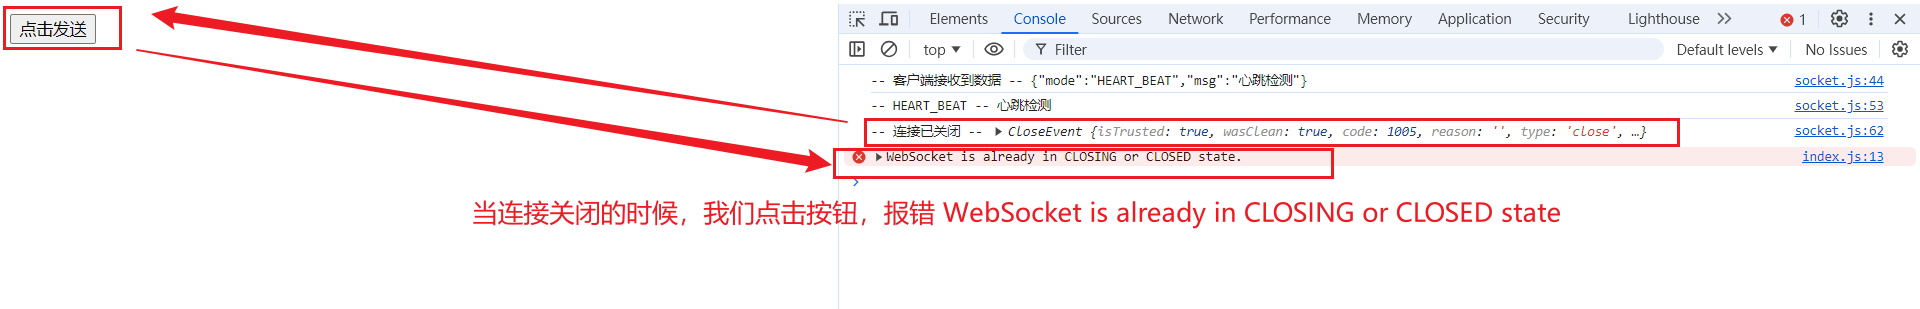 点击发送
Elements Console Sources Network Performance Memory Application Security Lighthouse 1
top Filter Default levels No Issues
-- 客户端接收到数据 -- {"mode":"HEART_BEAT","msg":"心跳检测"} socket.js:44
-- HEART_BEAT -- 心跳检测 socket.js:53
-- 连接已关闭 -- CloseEvent {isTrusted: true, wasClean: true, code: 1005, reason: '', type: 'close', …} socket.js:62
WebSocket is already in CLOSING or CLOSED state. index.js:13
当连接关闭的时候，我们点击按钮，报错 WebSocket is already in CLOSING or CLOSED state